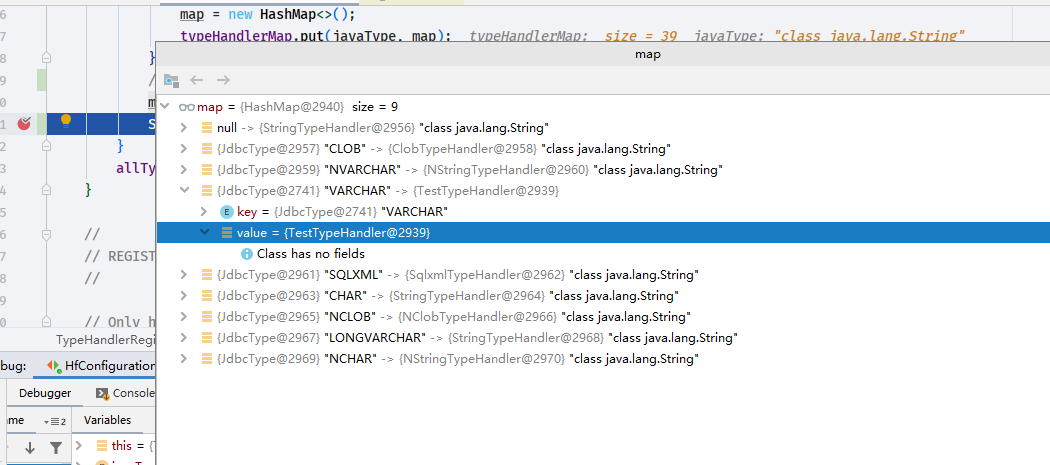 6 map = new HashMap<>();
7 typeHandlerMap.put(javaType, map); typeHandlerMap: size = 39 javaType: "class java.lang.String"
map
8 }
9 /
0 m
1 S
2 }
3 allTy
4 }
5
6 //
7 // REGIST
8 //
9
0 // Only h
map = {HashMap@2940} size = 9
null -> {StringTypeHandler@2956} "class java.lang.String"
{JdbcType@2957} "CLOB" -> {ClobTypeHandler@2958} "class java.lang.String"
{JdbcType@2959} "NVARCHAR" -> {NStringTypeHandler@2960} "class java.lang.String"
{JdbcType@2741} "VARCHAR" -> {TestTypeHandler@2939}
E key = {JdbcType@2741} "VARCHAR"
value = {TestTypeHandler@2939}
Class has no fields
{JdbcType@2961} "SQLXML" -> {SqlxmlTypeHandler@2962} "class java.lang.String"
{JdbcType@2963} "CHAR" -> {StringTypeHandler@2964} "class java.lang.String"
{JdbcType@2965} "NCLOB" -> {NClobTypeHandler@2966} "class java.lang.String"
{JdbcType@2967} "LONGVARCHAR" -> {StringTypeHandler@2968} "class java.lang.String"
{JdbcType@2969} "NCHAR" -> {NStringTypeHandler@2970} "class java.lang.String"
TypeHandlerRegi
bug: HfConfiguration
Debugger Console
me 2 Variables
this = {